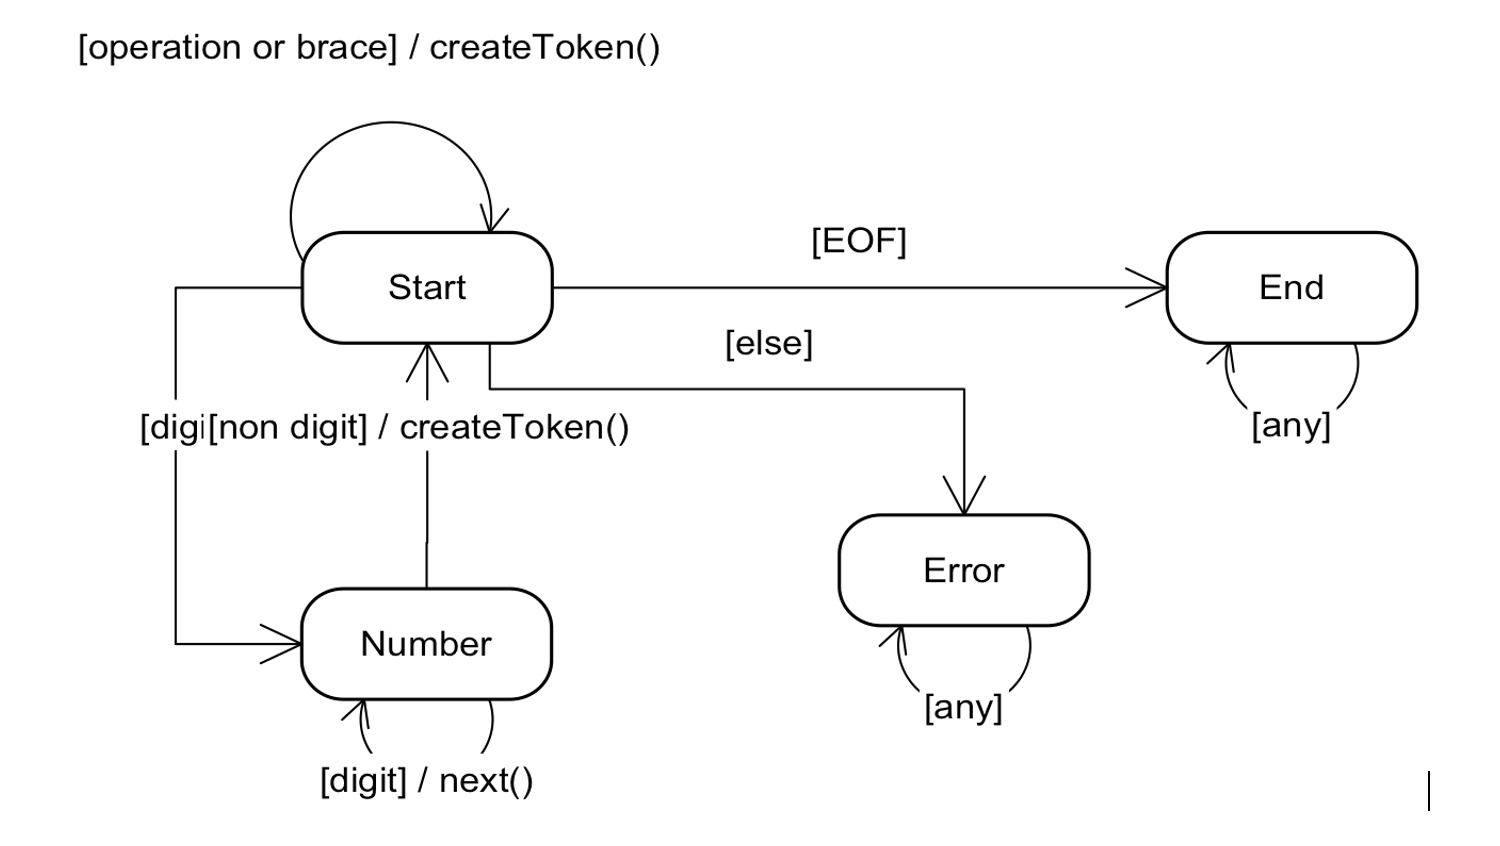 [operation or brace] / createToken()
[EOF]
Start
End
[else]
[digi
[non digit] / createToken()
[any]
Error
Number
[any]
[digit] / next()